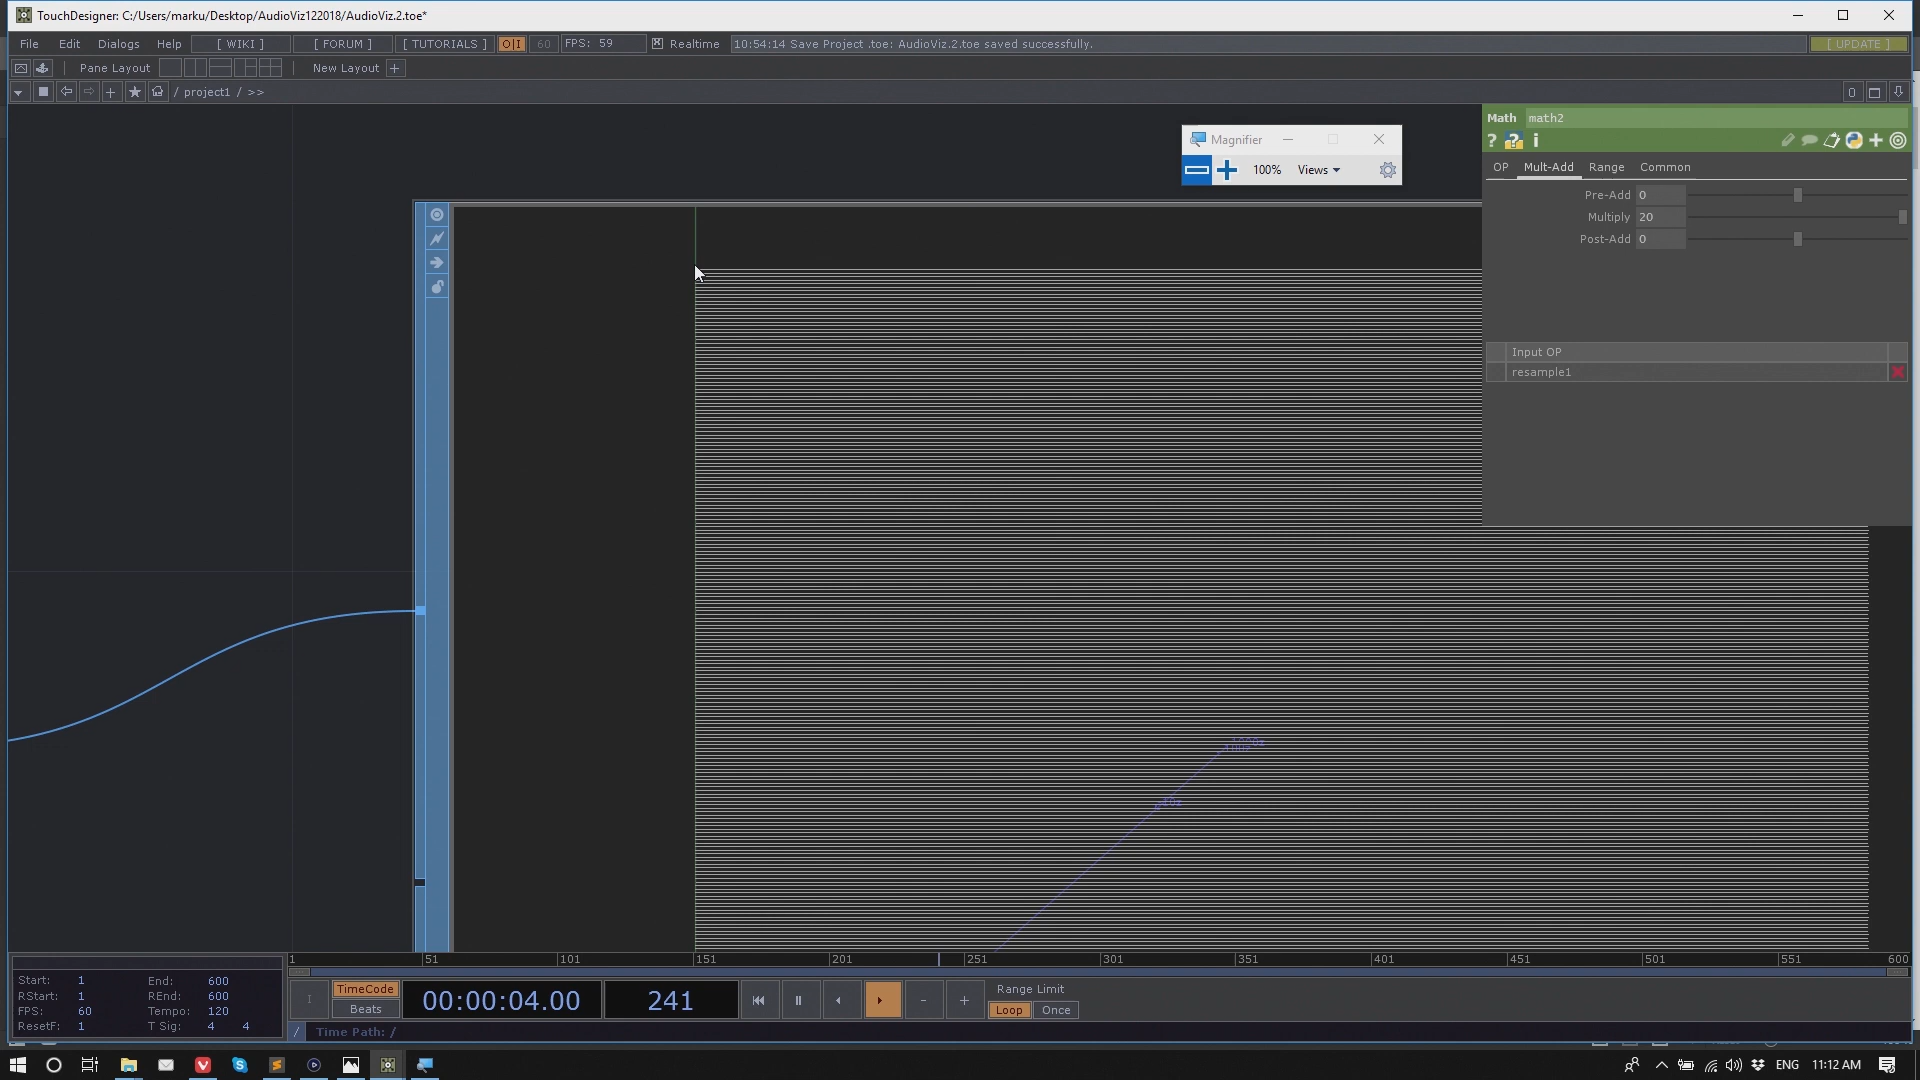 TouchDesigner: C:/Users/marku/Desktop/AudioViz122018/AudioViz.2.toe*
File Edit Dialogs Help [ WIKI ] [ FORUM ] [ TUTORIALS ] O|I 60 FPS: 59 Realtime 10:54:14 Save Project .toe: AudioViz.2.toe saved successfully. [ UPDATE ]
Pane Layout New Layout +
/ project1 / >> 0
Math math2
Magnifier
? ? i
100% Views
OP Mult-Add Range Common
Pre-Add 0
Multiply 20
Post-Add 0
Input OP
resample1
1 51 101 151 201 251 301 351 401 451 501 551 600
Start: 1 End: 600
RStart: 1 REnd: 600
FPS: 60 Tempo: 120
ResetF: 1 T Sig: 4 4
TimeCode
Beats
00:00:04.00
241
- +
Range Limit
Loop Once
/ Time Path: /
ENG 11:12 AM